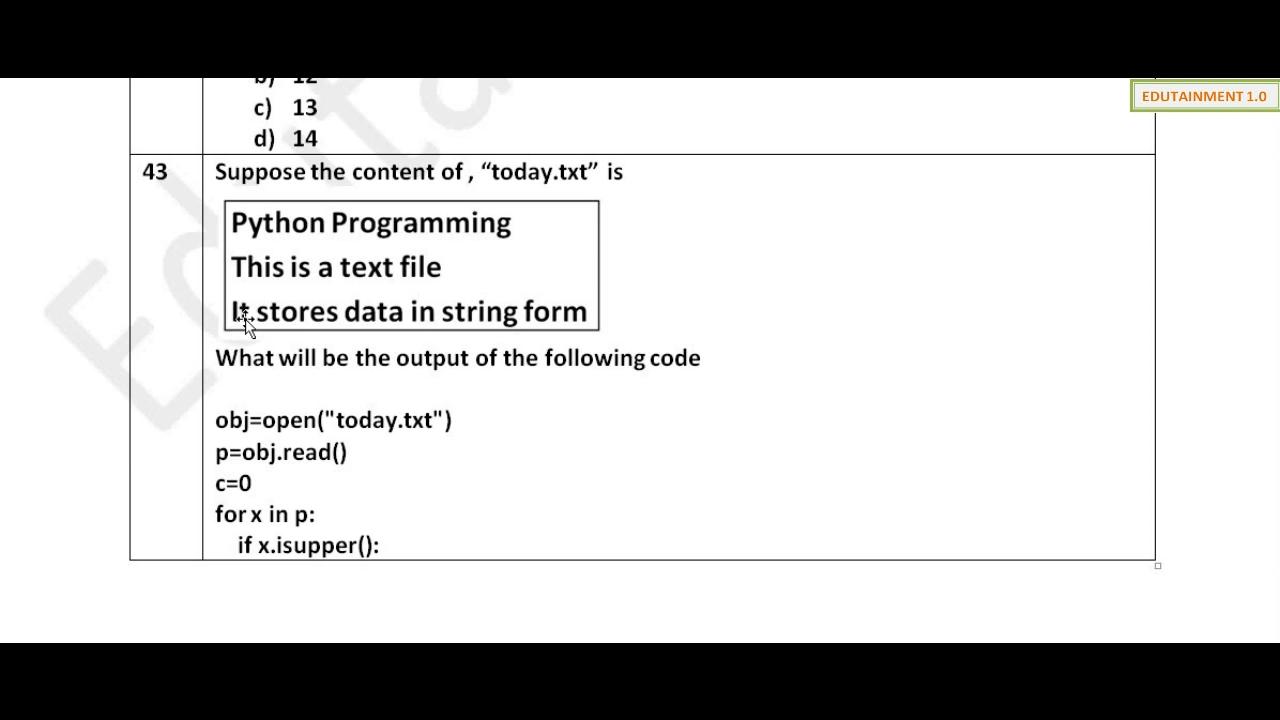 b) 12
EDUTAINMENT 1.0
c) 13
d) 14
43 Suppose the content of , “today.txt” is
Python Programming
This is a text file
It stores data in string form
What will be the output of the following code
obj=open("today.txt")
p=obj.read()
c=0
for x in p:
if x.isupper():